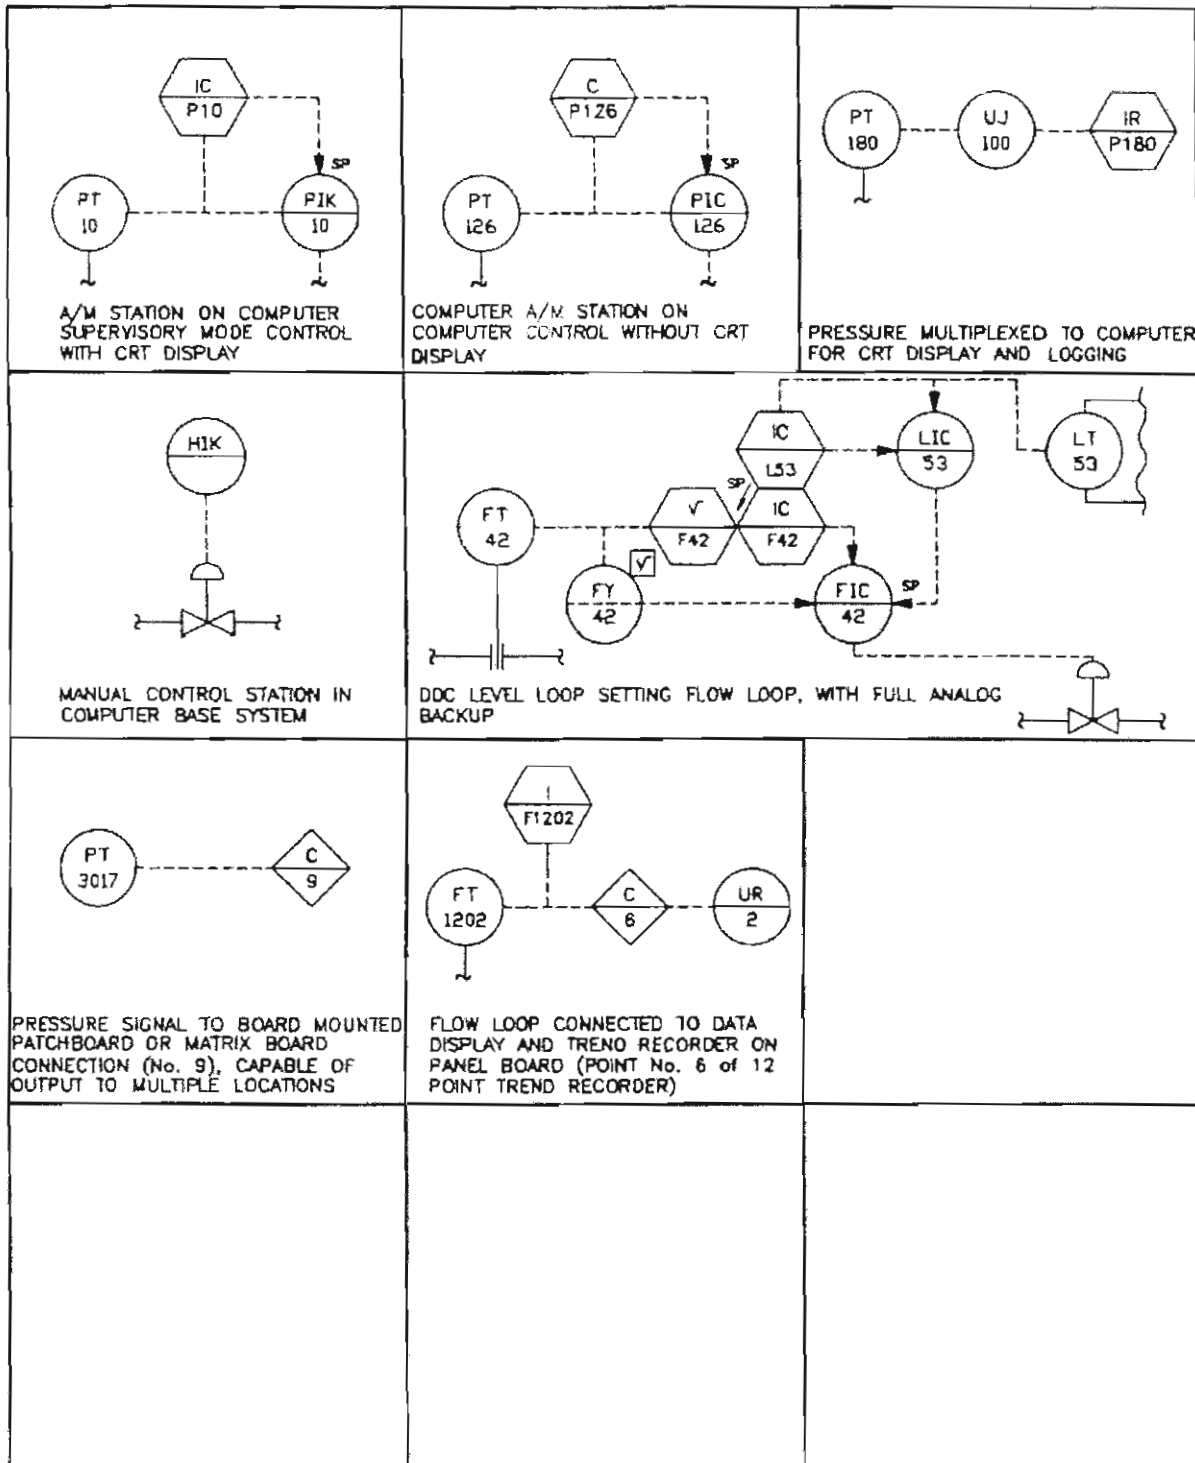 IC
P10
SP
PT
10
PIK
10
A/M STATION ON COMPUTER
SUPERVISORY MODE CONTROL
WITH CRT DISPLAY
C
P126
SP
PT
126
PIC
126
COMPUTER A/M STATION ON
COMPUTER CONTROL WITHOUT CRT
DISPLAY
PT
180
UJ
100
IR
P180
PRESSURE MULTIPLEXED TO COMPUTER
FOR CRT DISPLAY AND LOGGING
HIK
MANUAL CONTROL STATION IN
COMPUTER BASE SYSTEM
IC
L53
LIC
53
LT
53
SP
FT
42
√
F42
IC
F42
√
FY
42
FIC
42
SP
DDC LEVEL LOOP SETTING FLOW LOOP, WITH FULL ANALOG
BACKUP
PT
3017
C
9
PRESSURE SIGNAL TO BOARD MOUNTED
PATCHBOARD OR MATRIX BOARD
CONNECTION (No. 9), CAPABLE OF
OUTPUT TO MULTIPLE LOCATIONS
I
F1202
FT
1202
C
6
UR
2
FLOW LOOP CONNECTED TO DATA
DISPLAY AND TREND RECORDER ON
PANEL BOARD (POINT No. 6 of 12
POINT TREND RECORDER)